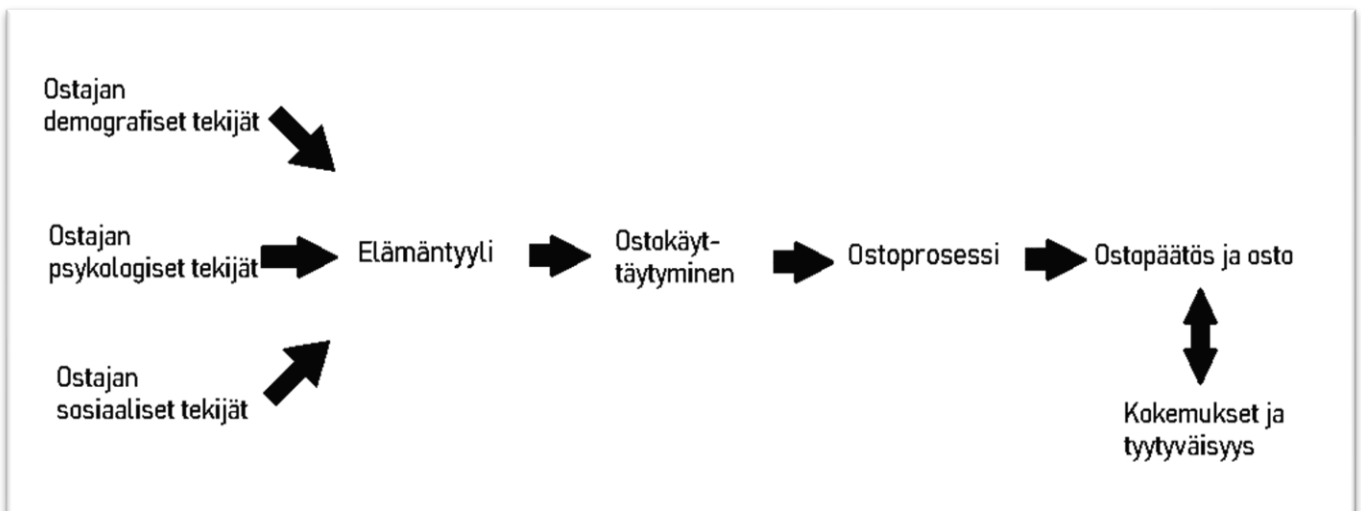 Ostajan
demografiset tekijät
Ostajan
psykologiset tekijät
Elämäntyyli
Ostokäyt-
täytyminen
Ostoprosessi
Ostopäätös ja osto
Ostajan
sosiaaliset tekijät
Kokemukset ja
tyytyväisyys